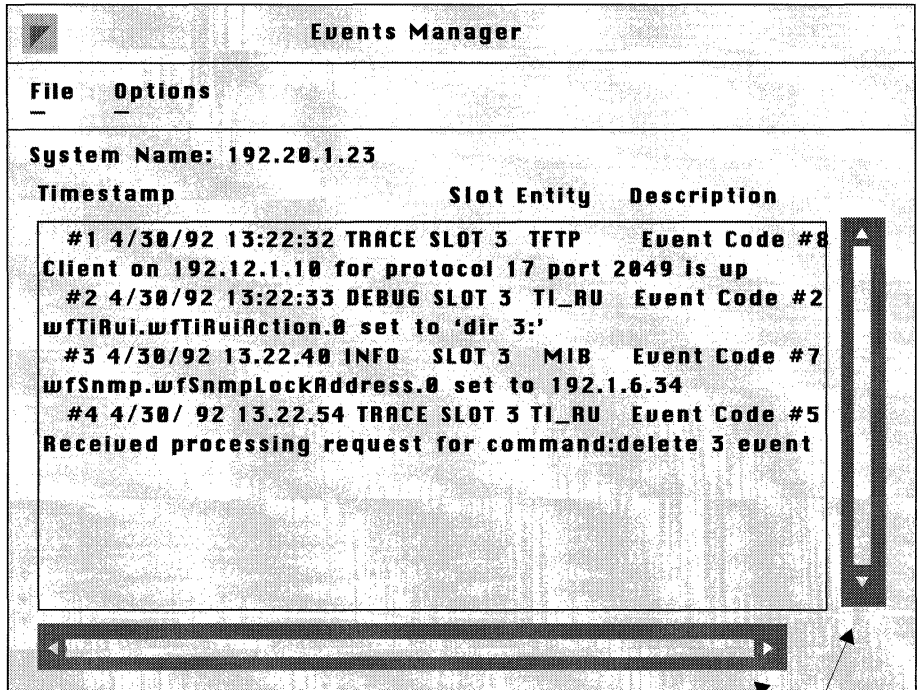 Events Manager
File Options
System Name: 192.20.1.23
Timestamp Slot Entity Description
#1 4/30/92 13:22:32 TRACE SLOT 3 TFTP Event Code #8
Client on 192.12.1.10 for protocol 17 port 2049 is up
#2 4/30/92 13:22:33 DEBUG SLOT 3 TI_RU Event Code #2
wfTiRui.wfTiRuiAction.0 set to ‘dir 3:’
#3 4/30/92 13.22.40 INFO SLOT 3 MIB Event Code #7
wfSnmp.wfSnmpLockAddress.0 set to 192.1.6.34
#4 4/30/ 92 13.22.54 TRACE SLOT 3 TI_RU Event Code #5
Received processing request for command:delete 3 event